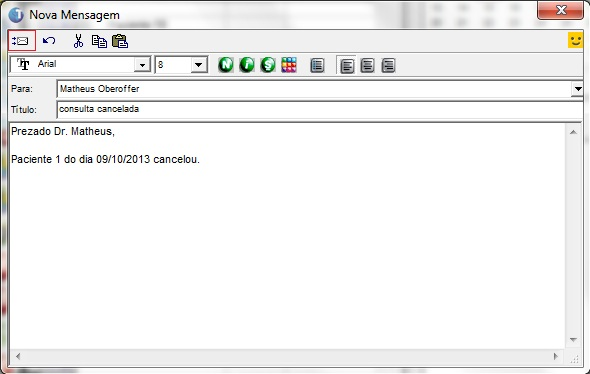 Nova Mensagem
Arial
8
N
I
S
Para:
Matheus Oberoffer
Título:
consulta cancelada
Prezado Dr. Matheus,
Paciente 1 do dia 09/10/2013 cancelou.